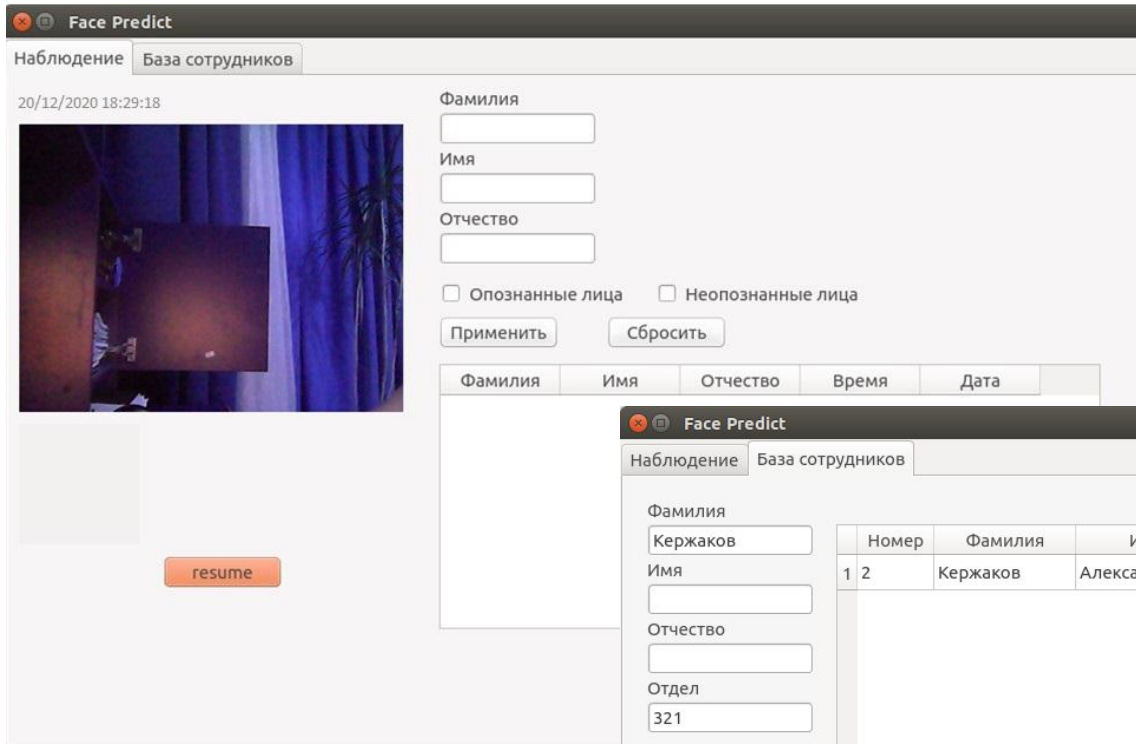 Face Predict
Наблюдение База сотрудников
20/12/2020 18:29:18
Фамилия
Имя
Отчество
Опознанные лица Неопознанные лица
Применить Сбросить
Фамилия Имя Отчество Время Дата
resume
Face Predict
Наблюдение База сотрудников
Фамилия
Кержаков
Имя
Отчество
Отдел
321
Номер Фамилия И
1 2 Кержаков Алекса